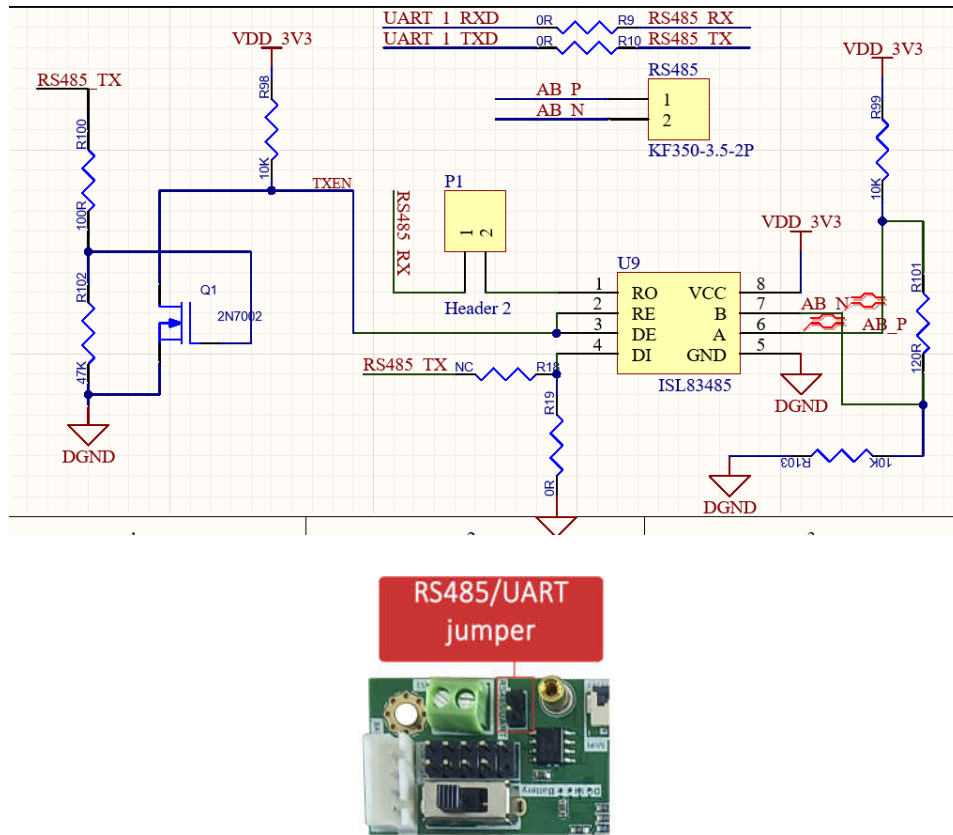 UART_1_RXD 0R R9 RS485_RX
UART_1_TXD 0R R10 RS485_TX
VDD_3V3
VDD_3V3
RS485_TX
R98
10K
RS485
AB_P
AB_N
1
2
KF350-3.5-2P
R99
10K
R100
100R
TXEN
P1
RS485_RX
1 2
Header 2
VDD_3V3
R102
47K
Q1
2N7002
U9
1 RO VCC 8
2 RE B 7 AB_N
3 DE A 6 AB_P
4 DI GND 5
ISL83485
R101
120R
RS485_TX NC R18
R19
0R
DGND
DGND
R103 10K
DGND
1 2 3
RS485/UART
jumper
Battery